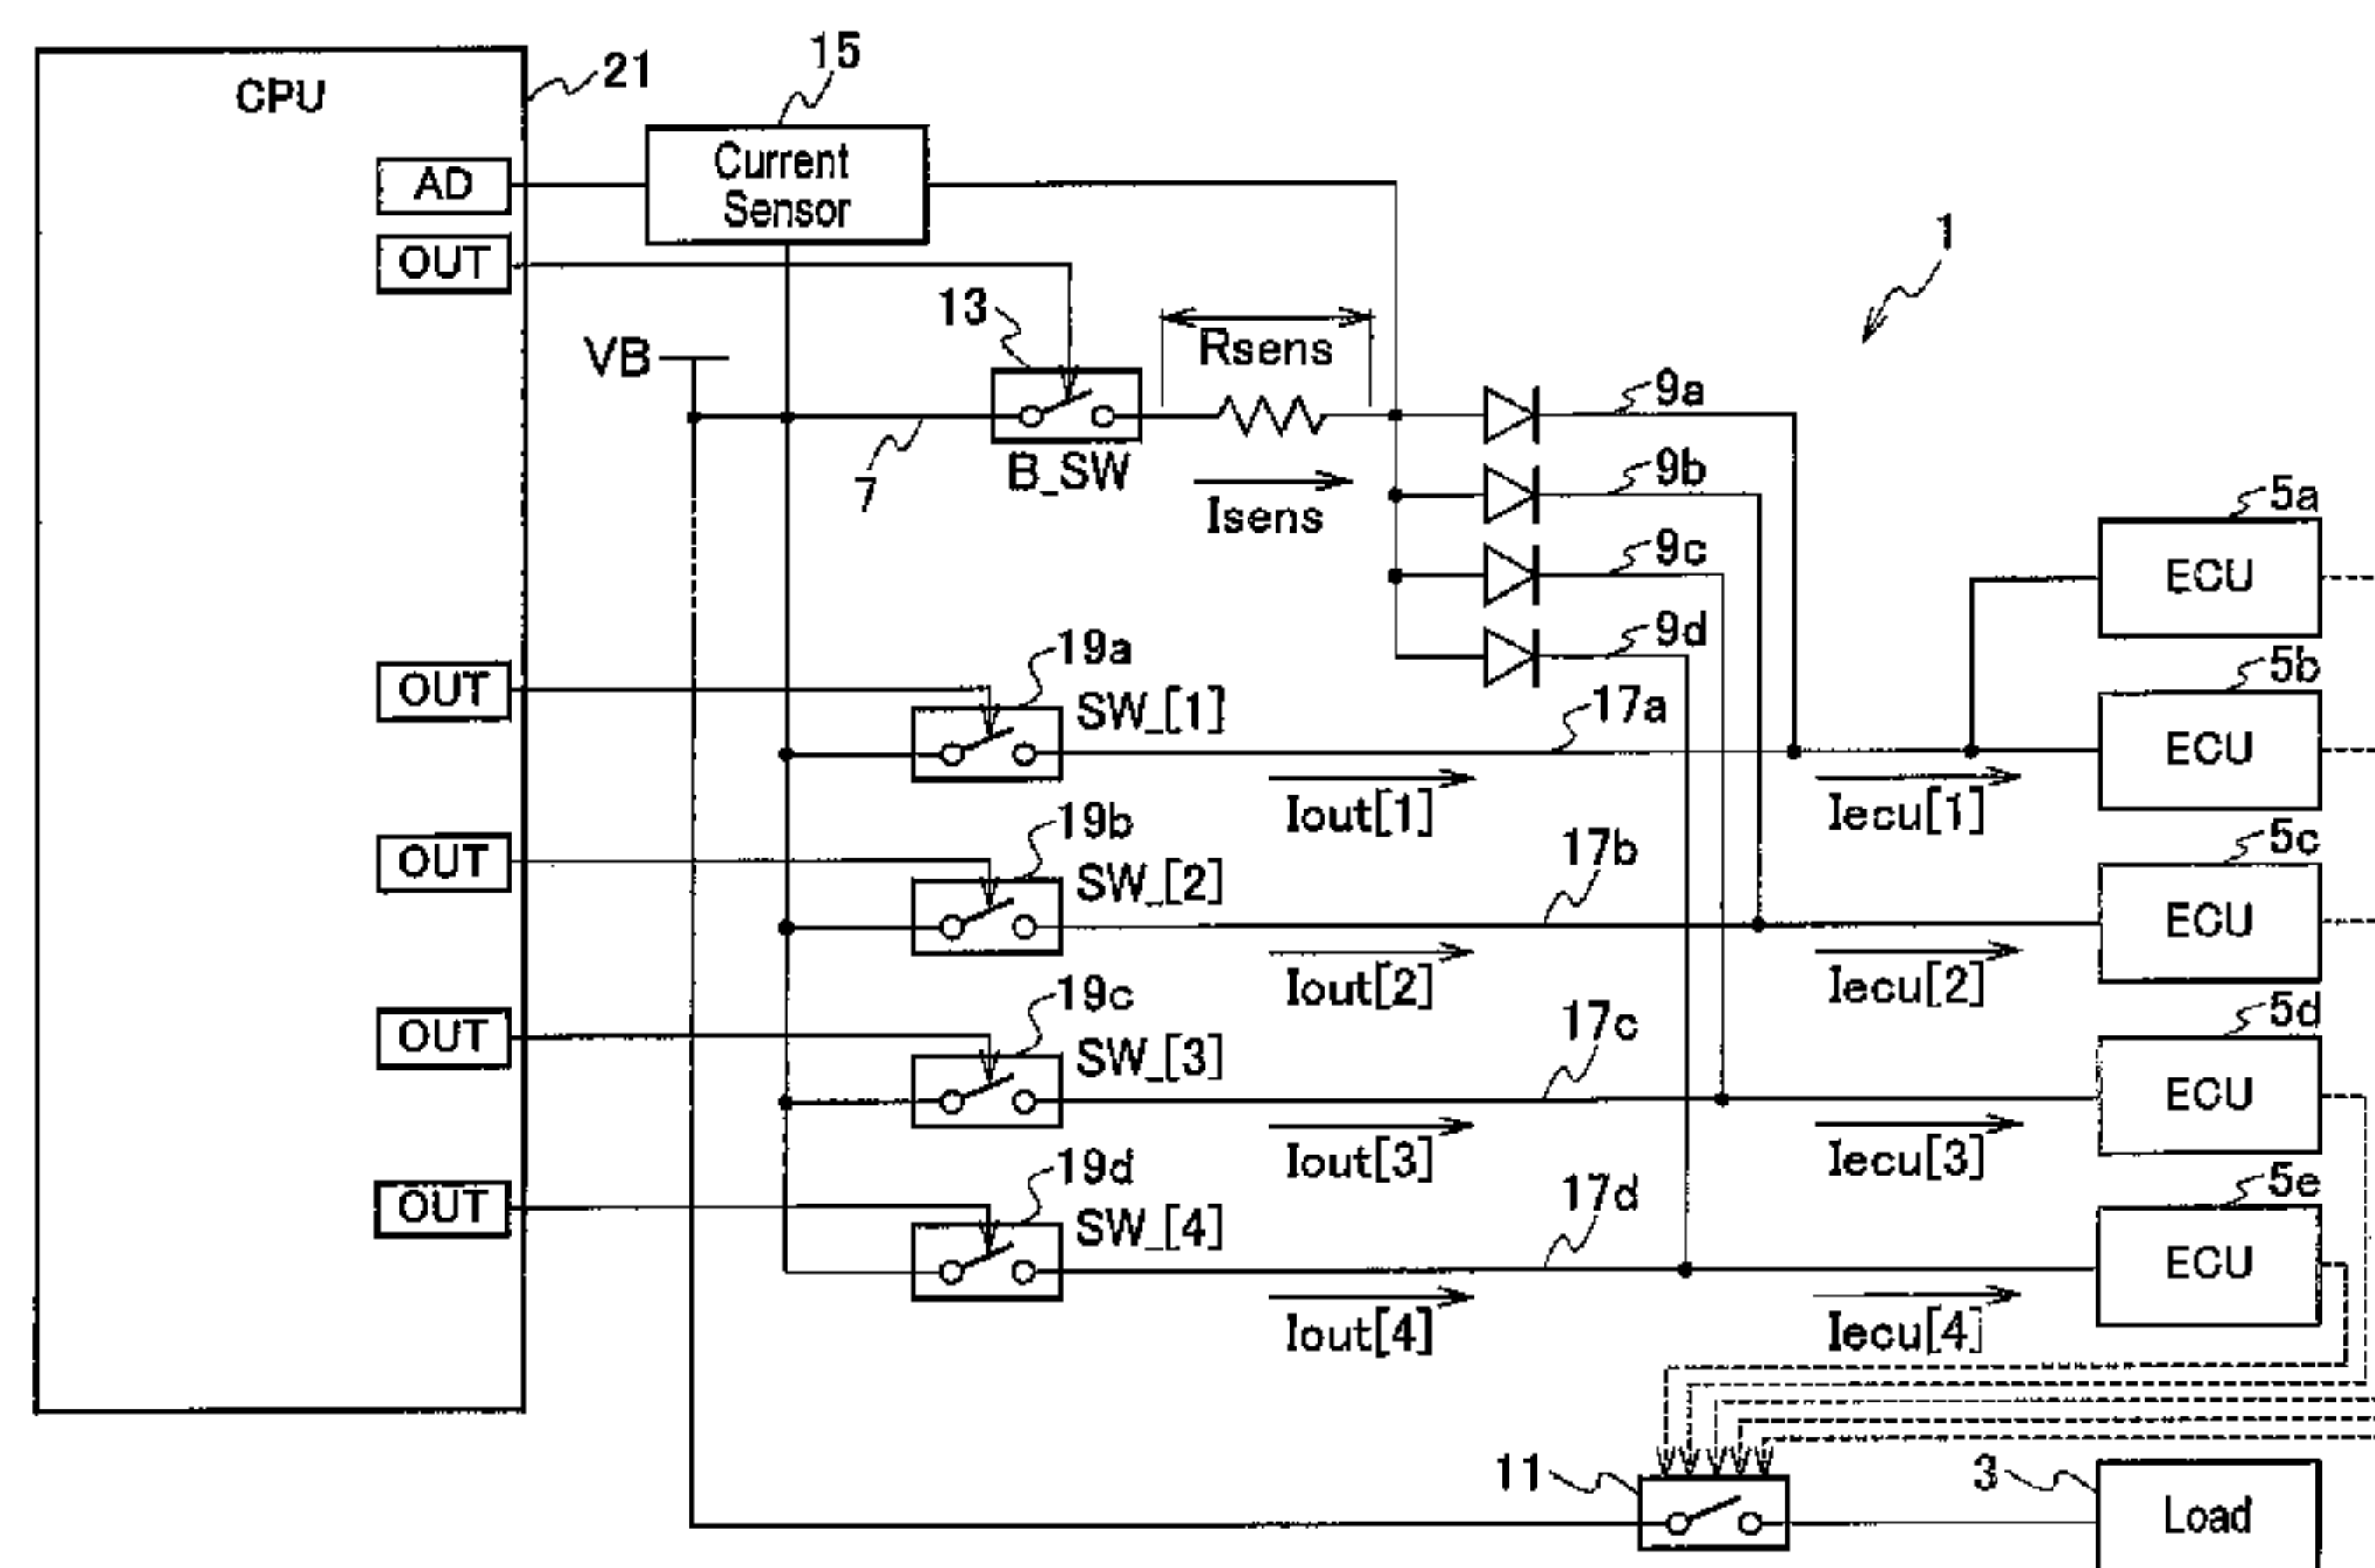 CPU
21
15
AD
Current
Sensor
OUT
1
13
Rsens
VB
9a
B_SW
7
9b
Isens
5a
9c
ECU
9d
19a
OUT
SW_[1]
17a
5b
ECU
Iout[1]
Iecu[1]
19b
OUT
SW_[2]
17b
5c
ECU
Iout[2]
Iecu[2]
19c
OUT
SW_[3]
17c
5d
ECU
Iout[3]
Iecu[3]
19d
OUT
SW_[4]
17d
5e
ECU
Iout[4]
Iecu[4]
11
3
Load